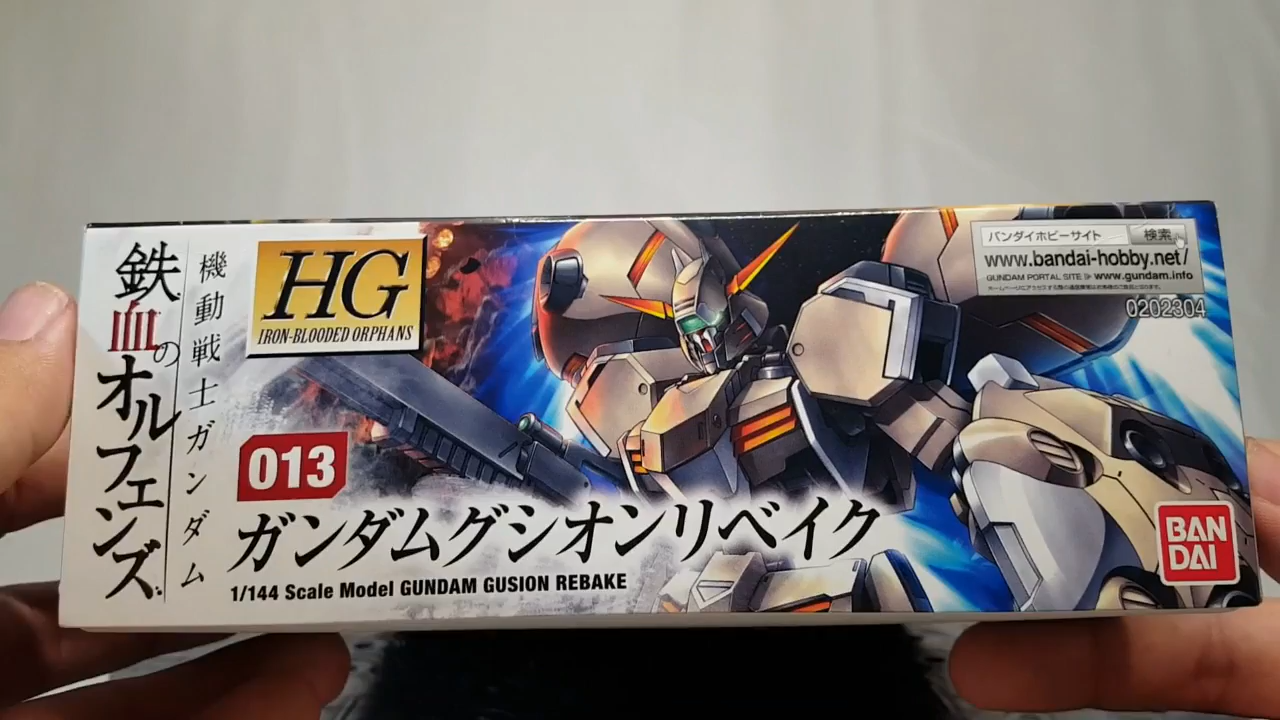 鉄血のオルフェンズ
機動戦士ガンダム
HG
IRON-BLOODED ORPHANS
013
ガンダムグシオンリベイク
1/144 Scale Model GUNDAM GUSION REBAKE
バンダイホビーサイト 検索
www.bandai-hobby.net/
GUNDAM PORTAL SITE www.gundam.info
0202304
BAN
DAI